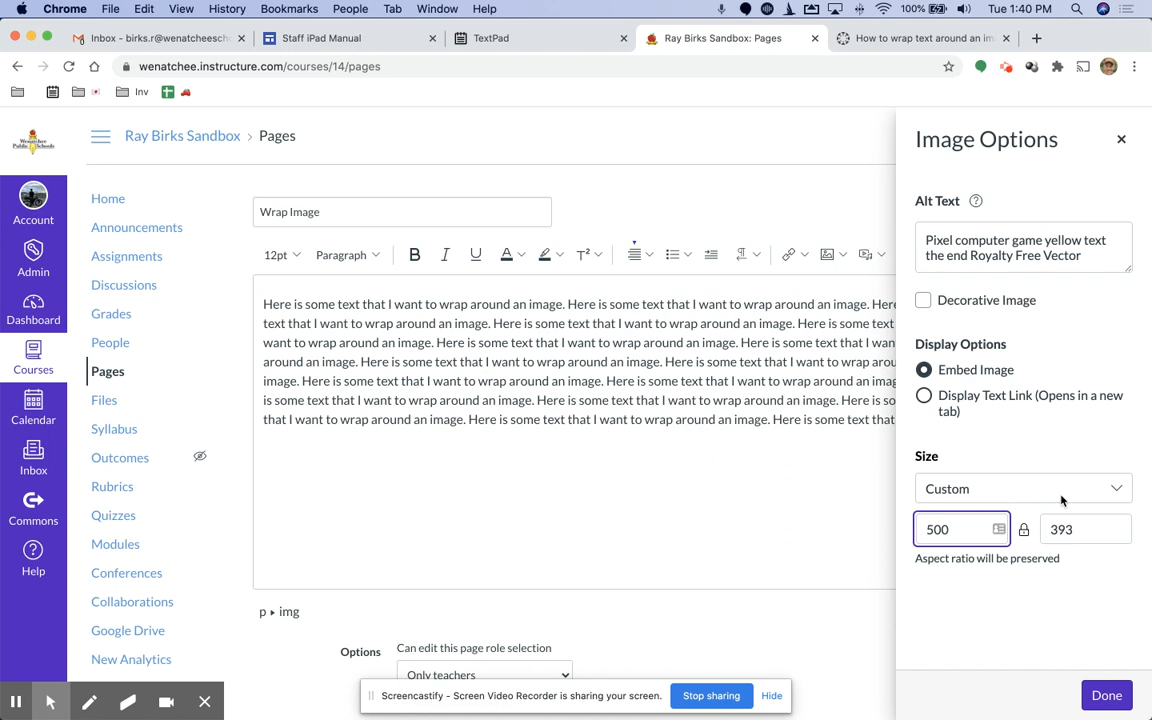 Chrome File Edit View History Bookmarks People Tab Window Help 100% Tue 1:40 PM
Inbox - birks.r@wenatcheesch Staff iPad Manual TextPad Ray Birks Sandbox: Pages How to wrap text around an im
wenatchee.instructure.com/courses/14/pages
Inv
Ray Birks Sandbox > Pages
Account
Admin
Dashboard
Courses
Calendar
Inbox
Commons
Help
Home
Announcements
Assignments
Discussions
Grades
People
Pages
Files
Syllabus
Outcomes
Rubrics
Quizzes
Modules
Conferences
Collaborations
Google Drive
New Analytics
Wrap Image
12pt Paragraph B I U A T²
Here is some text that I want to wrap around an image. Here is some text that I want to wrap around an image. Here
text that I want to wrap around an image. Here is some text that I want to wrap around an image. Here is some text
want to wrap around an image. Here is some text that I want to wrap around an image. Here is some text that I
around an image. Here is some text that I want to wrap around an image. Here is some text that I want to wrap arou
image. Here is some text that I want to wrap around an image. Here is some text that I want to wrap around an imag
is some text that I want to wrap around an image. Here is some text that I want to wrap around an image. Here is so
that I want to wrap around an image. Here is some text that I want to wrap around an image. Here is some text that
p ▸ img
Options Can edit this page role selection
Only teachers
Image Options
Alt Text
Pixel computer game yellow text
the end Royalty Free Vector
Decorative Image
Display Options
Embed Image
Display Text Link (Opens in a new
tab)
Size
Custom
500 393
Aspect ratio will be preserved
Done
Screencastify - Screen Video Recorder is sharing your screen. Stop sharing Hide